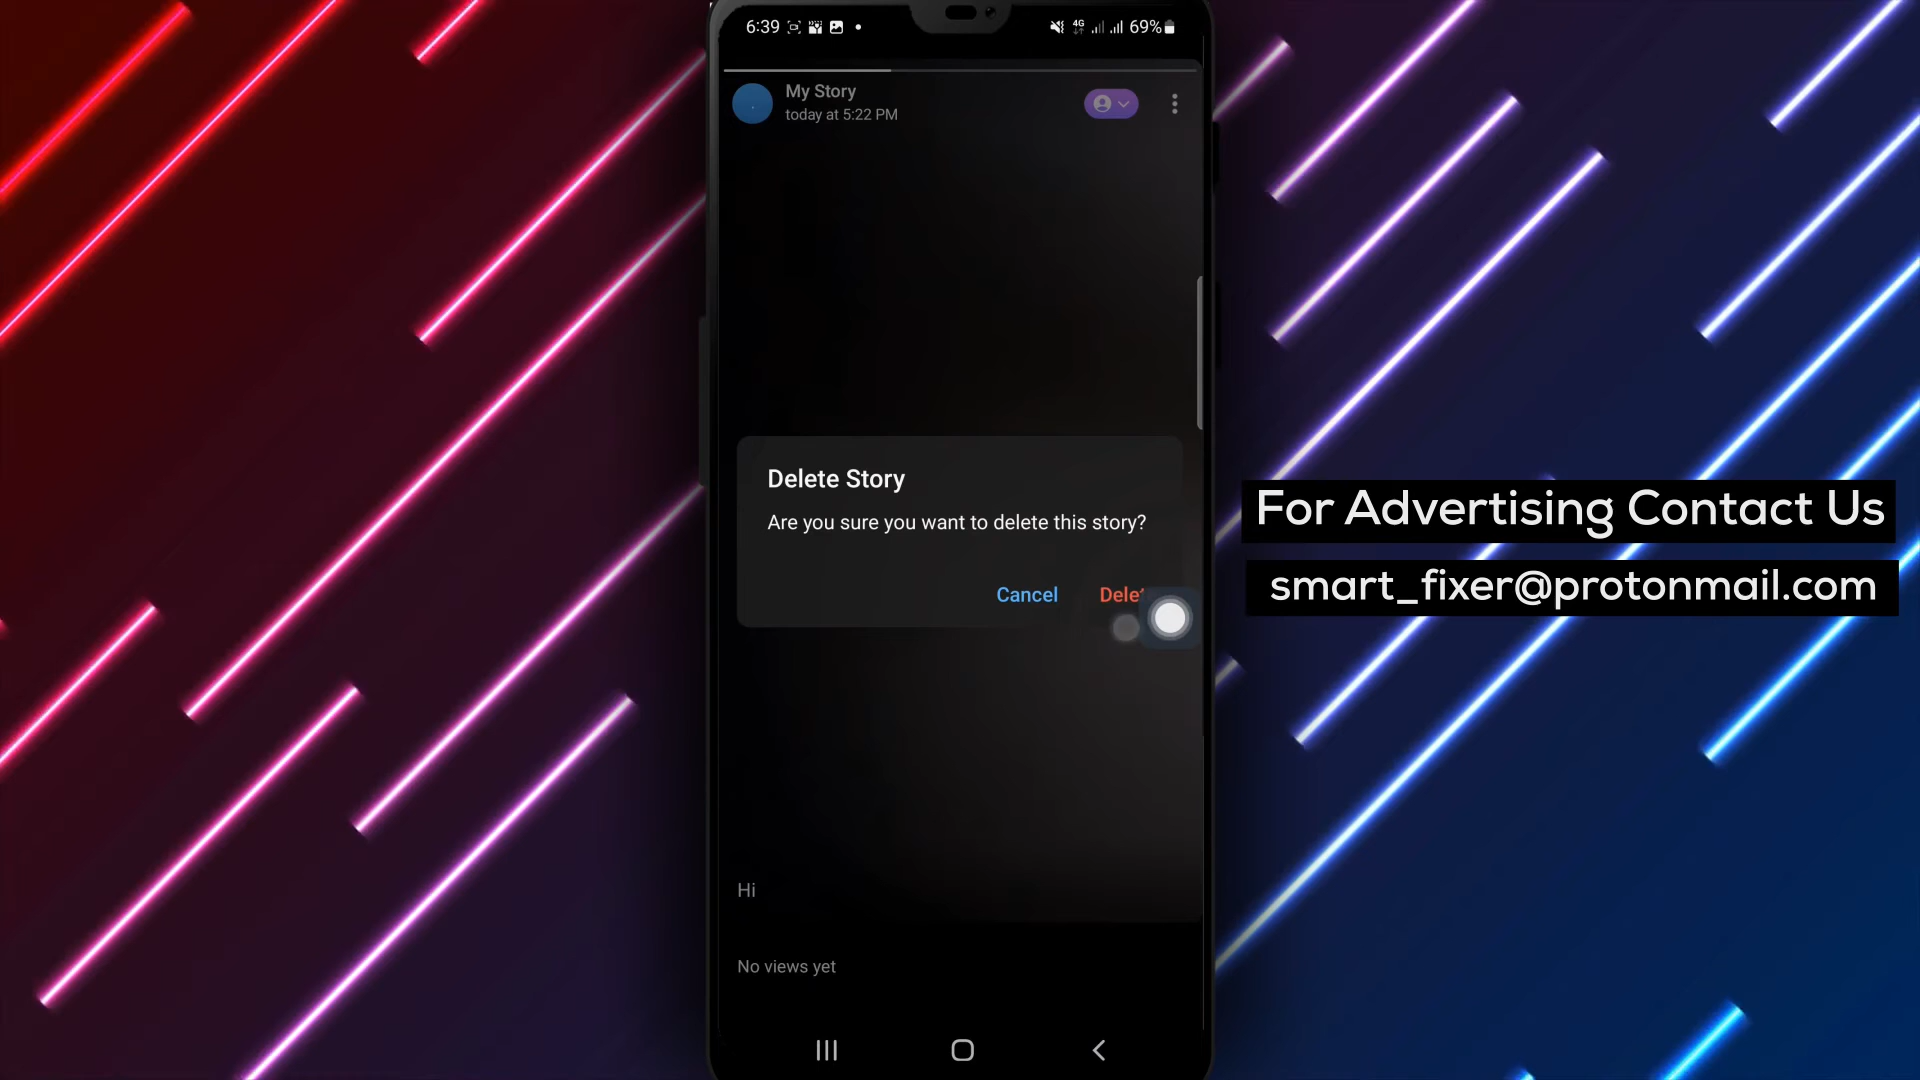 6:39
4G
69%
My Story
today at 5:22 PM
Delete Story
Are you sure you want to delete this story?
Cancel
For Advertising Contact Us
smart_fixer@protonmail.com
Hi
No views yet